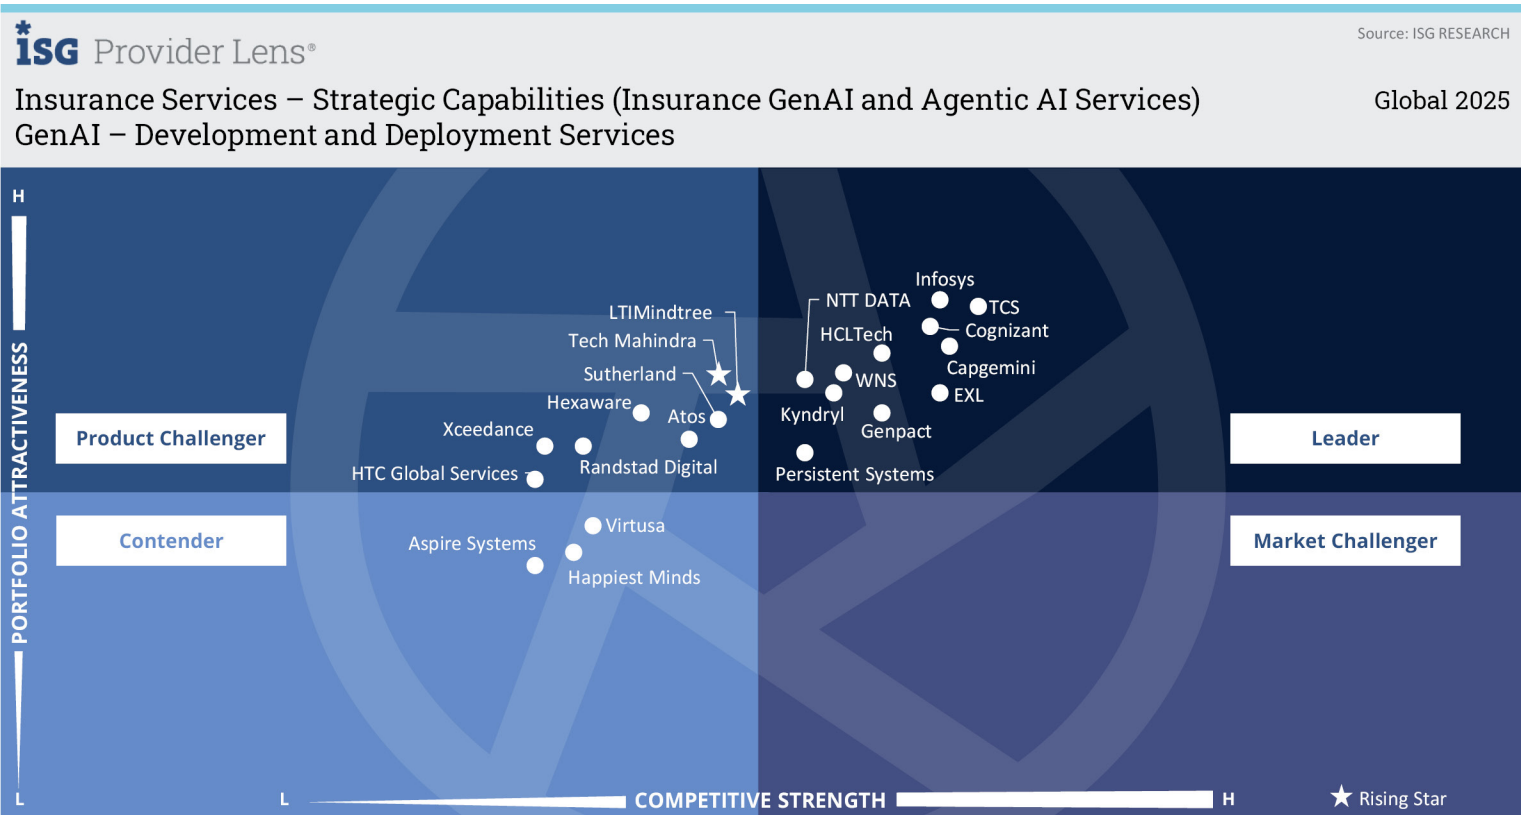 Source: ISG RESEARCH
ISG Provider Lens®
Insurance Services – Strategic Capabilities (Insurance GenAI and Agentic AI Services)
Global 2025
GenAI – Development and Deployment Services
H
PORTFOLIO ATTRACTIVENESS
L
Product Challenger
Leader
Contender
Market Challenger
Infosys
NTT DATA
TCS
LTIMindtree
Cognizant
HCLTech
Tech Mahindra
Capgemini
Sutherland
WNS
EXL
Hexaware
Atos
Kyndryl
Xceedance
Genpact
Randstad Digital
HTC Global Services
Persistent Systems
Virtusa
Aspire Systems
Happiest Minds
L
COMPETITIVE STRENGTH
H
Rising Star